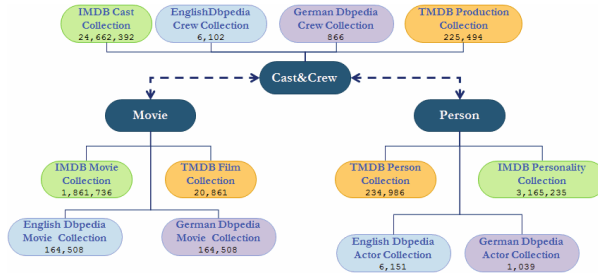 IMDB Cast
Collection
24,662,392
EnglishDbpedia
Crew Collection
6,102
German Dbpedia
Crew Collection
866
TMDB Production
Collection
225,494
Cast&Crew
Movie
Person
IMDB Movie
Collection
1,861,736
TMDB Film
Collection
20,861
TMDB Person
Collection
234,986
IMDB Personality
Collection
3,165,235
English Dbpedia
Movie Collection
164,508
German Dbpedia
Movie Collection
164,508
English Dbpedia
Actor Collection
6,151
German Dbpedia
Actor Collection
1,039